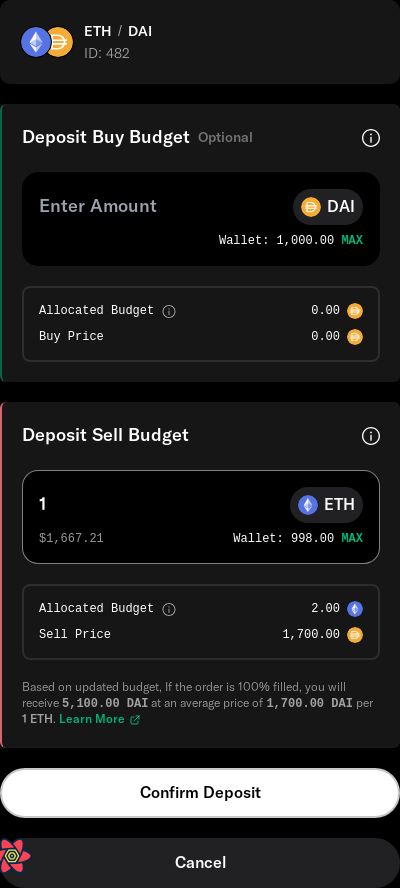 ETH / DAI
ID: 482
Deposit Buy Budget Optional
Enter Amount DAI
Wallet: 1,000.00 MAX
Allocated Budget 0.00
Buy Price 0.00
Deposit Sell Budget
1 ETH
$1,667.21 Wallet: 998.00 MAX
Allocated Budget 2.00
Sell Price 1,700.00
Based on updated budget, If the order is 100% filled, you will
receive 5,100.00 DAI at an average price of 1,700.00 DAI per
1 ETH. Learn More
Confirm Deposit
Cancel